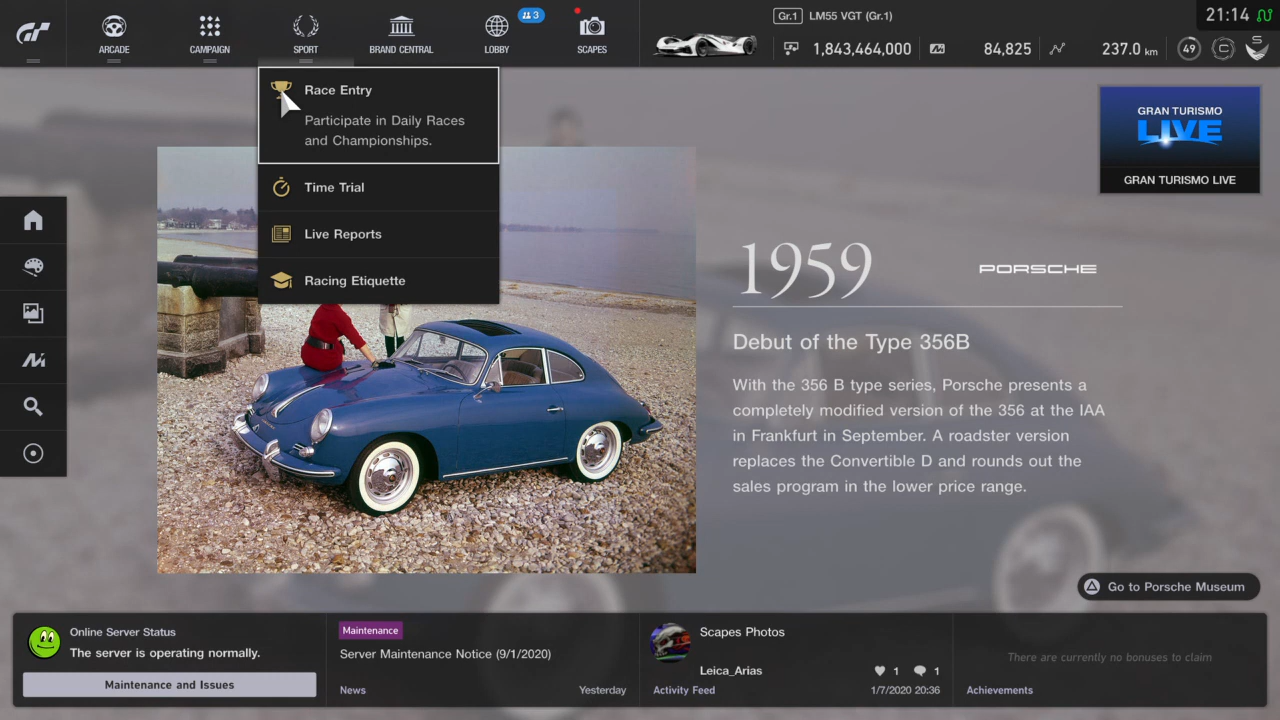 ARCADE
CAMPAIGN
SPORT
BRAND CENTRAL
LOBBY
3
SCAPES
Gr.1 LM55 VGT (Gr.1)
21:14
1,843,464,000
84,825
237.0 km
49
C
S
Race Entry
Participate in Daily Races
and Championships.
Time Trial
Live Reports
Racing Etiquette
GRAN TURISMO
LIVE
GRAN TURISMO LIVE
1959
PORSCHE
Debut of the Type 356B
With the 356 B type series, Porsche presents a
completely modified version of the 356 at the IAA
in Frankfurt in September. A roadster version
replaces the Convertible D and rounds out the
sales program in the lower price range.
Go to Porsche Museum
Online Server Status
The server is operating normally.
Maintenance and Issues
Maintenance
Server Maintenance Notice (9/1/2020)
News
Yesterday
Scapes Photos
Leica_Arias
1
1
Activity Feed
1/7/2020 20:36
There are currently no bonuses to claim
Achievements